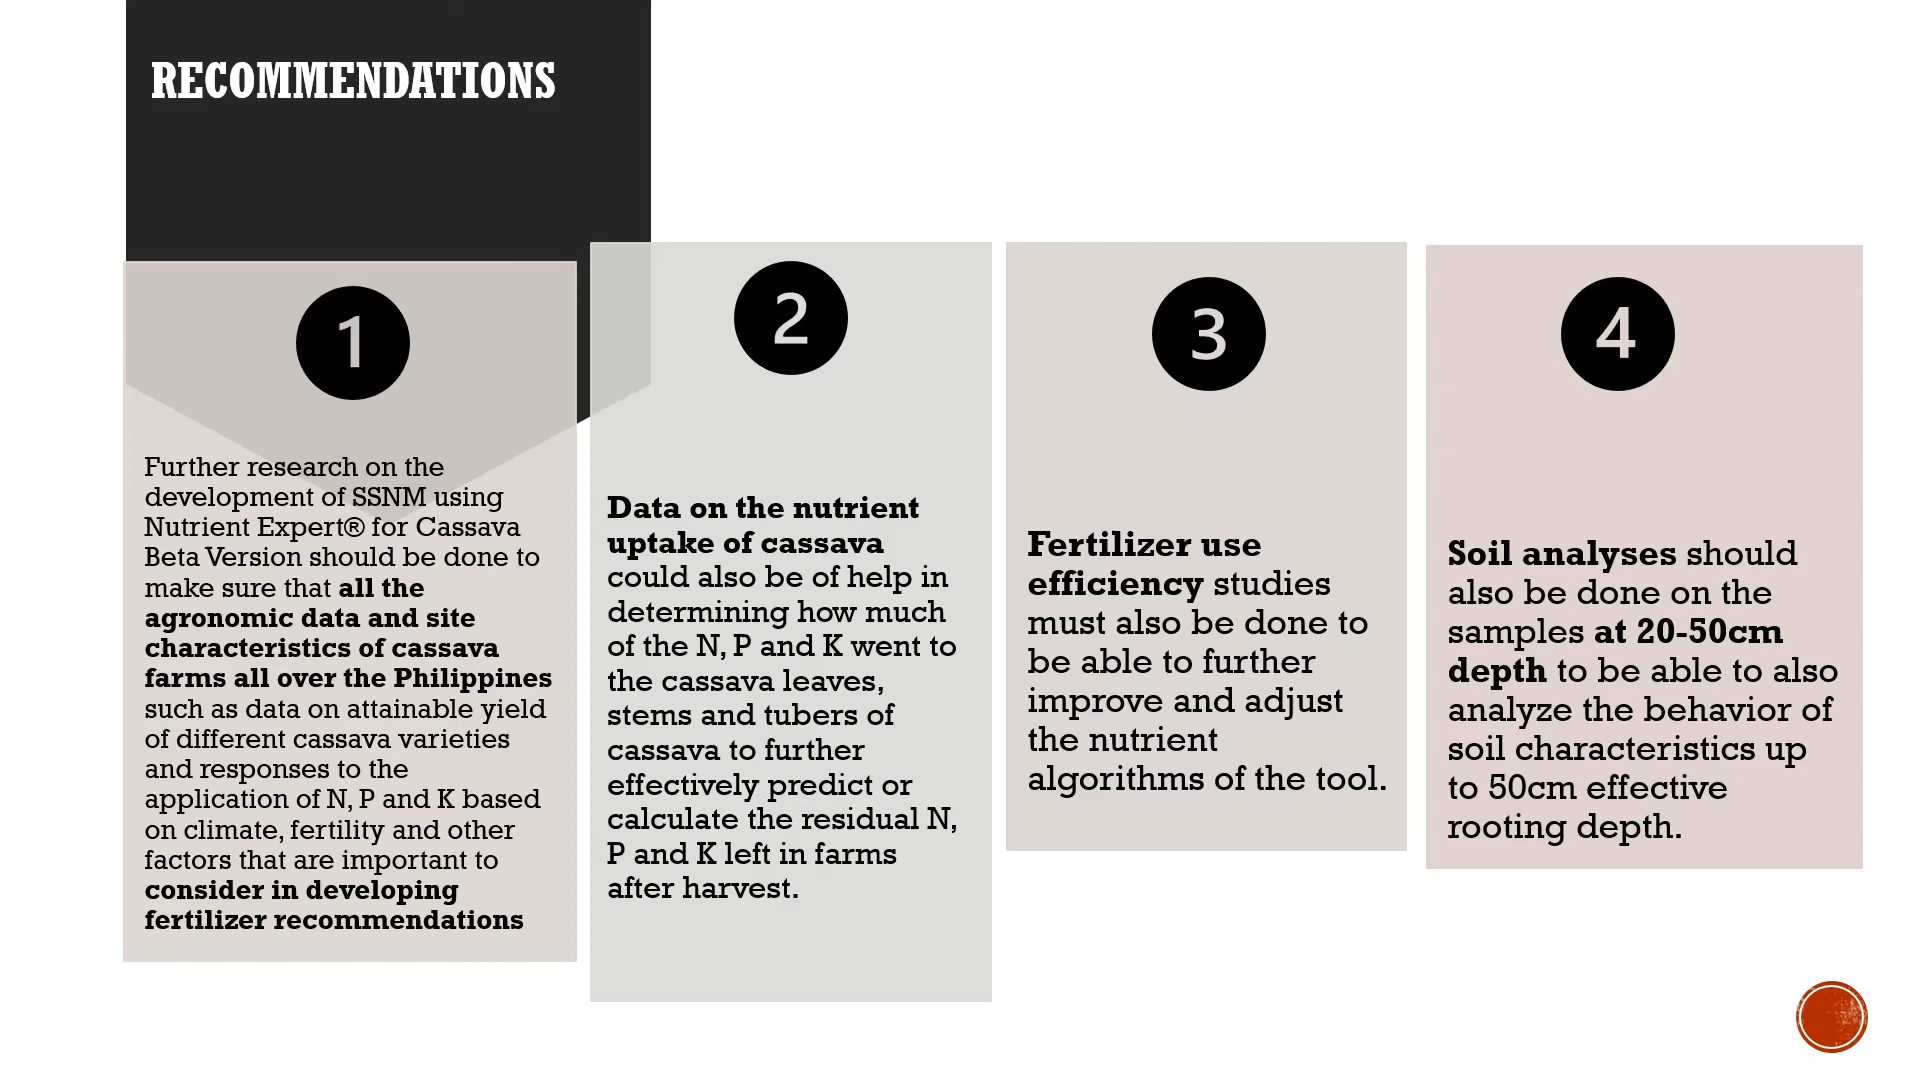 RECOMMENDATIONS
1
Further research on the
development of SSNM using
Nutrient Expert® for Cassava
Beta Version should be done to
make sure that all the
agronomic data and site
characteristics of cassava
farms all over the Philippines
such as data on attainable yield
of different cassava varieties
and responses to the
application of N, P and K based
on climate, fertility and other
factors that are important to
consider in developing
fertilizer recommendations
2
Data on the nutrient
uptake of cassava
could also be of help in
determining how much
of the N, P and K went to
the cassava leaves,
stems and tubers of
cassava to further
effectively predict or
calculate the residual N,
P and K left in farms
after harvest.
3
Fertilizer use
efficiency studies
must also be done to
be able to further
improve and adjust
the nutrient
algorithms of the tool.
4
Soil analyses should
also be done on the
samples at 20-50cm
depth to be able to also
analyze the behavior of
soil characteristics up
to 50cm effective
rooting depth.